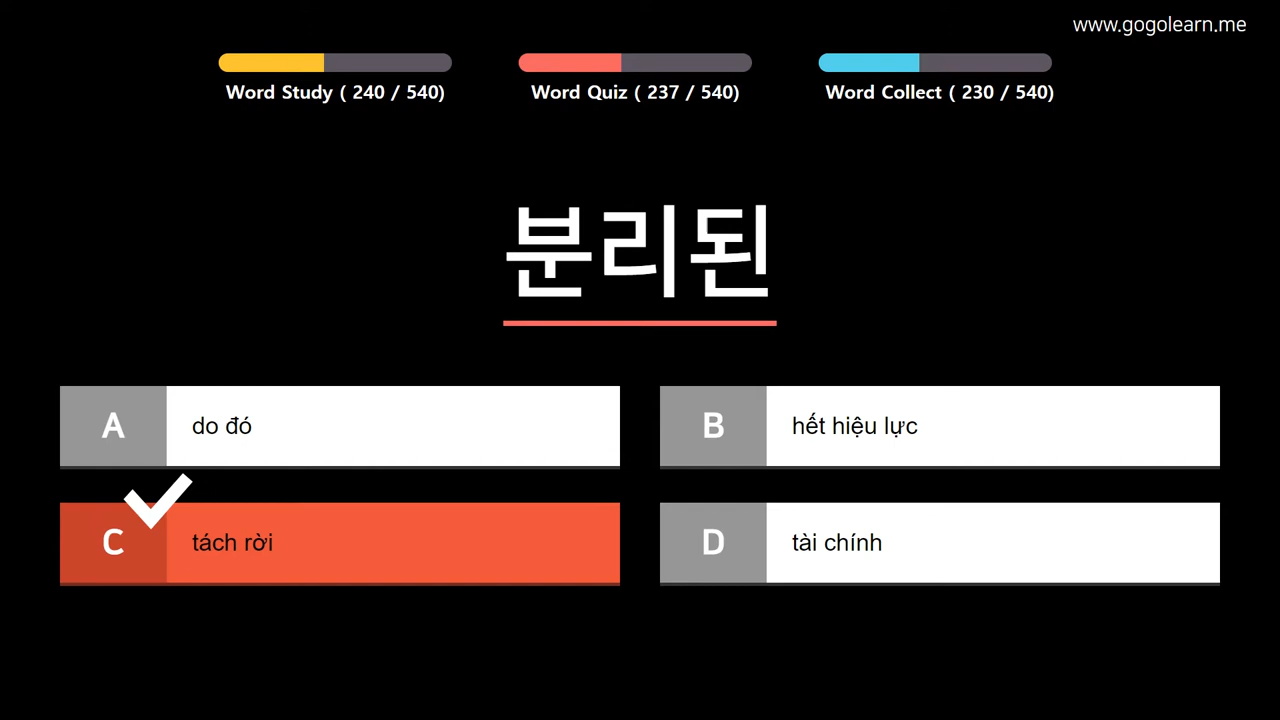 www.gogolearn.me
Word Study ( 240 / 540)
Word Quiz ( 237 / 540)
Word Collect ( 230 / 540)
분리된
A
do đó
B
hết hiệu lực
C
tách rời
D
tài chính